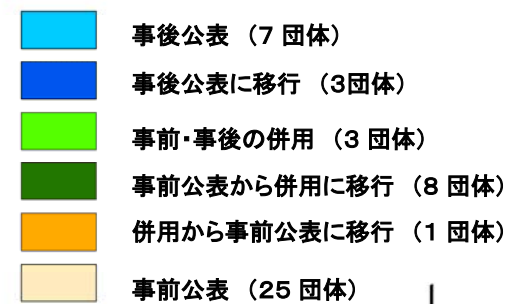 事後公表 （7 団体）
事後公表に移行 （3団体）
事前・事後の併用 （3 団体）
事前公表から併用に移行 （8 団体）
併用から事前公表に移行 （1 団体）
事前公表 （25 団体）